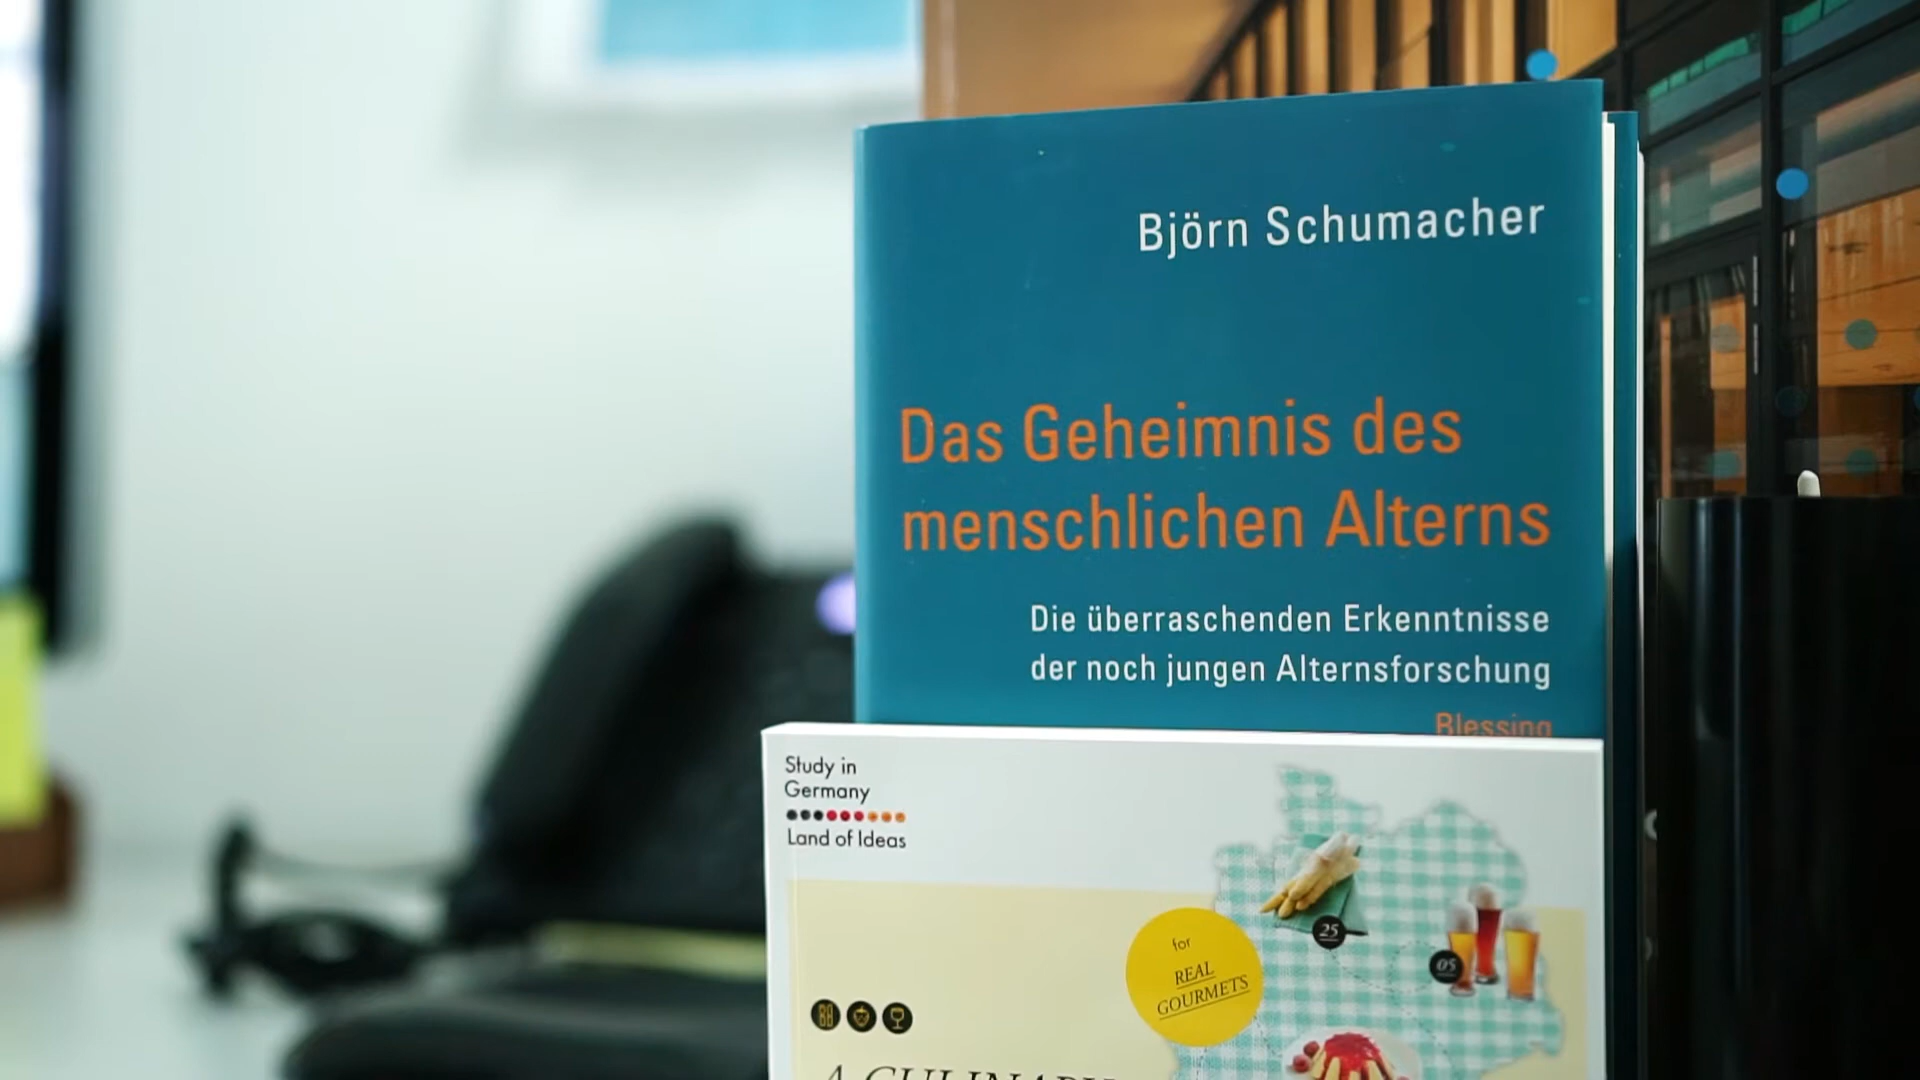 Björn Schumacher
Das Geheimnis des
menschlichen Alterns
Die überraschenden Erkenntnisse
der noch jungen Alternsforschung
Blessing
Study in
Germany
Land of Ideas
for
REAL
GOURMETS
25
05
A CULINARY